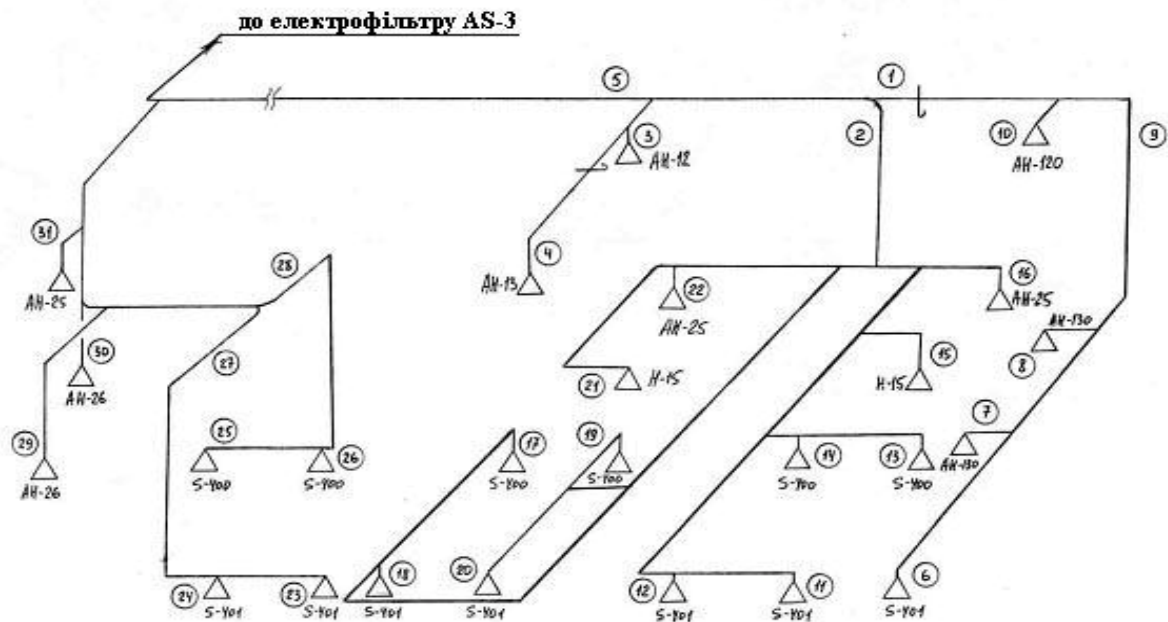 до електрофільтру AS-3
5
1
3
АН-12
2
10
АН-120
9
31
4
28
22
16
АН-25
АН-13
АН-25
АН-25
АН-130
8
30
27
21
Н-15
15
Н-15
АН-26
7
29
25
26
17
19
14
13
АН-130
АН-26
S-400
S-400
S-400
S-400
S-400
S-400
24
23
18
20
12
11
6
S-401
S-401
S-401
S-401
S-401
S-401
S-401